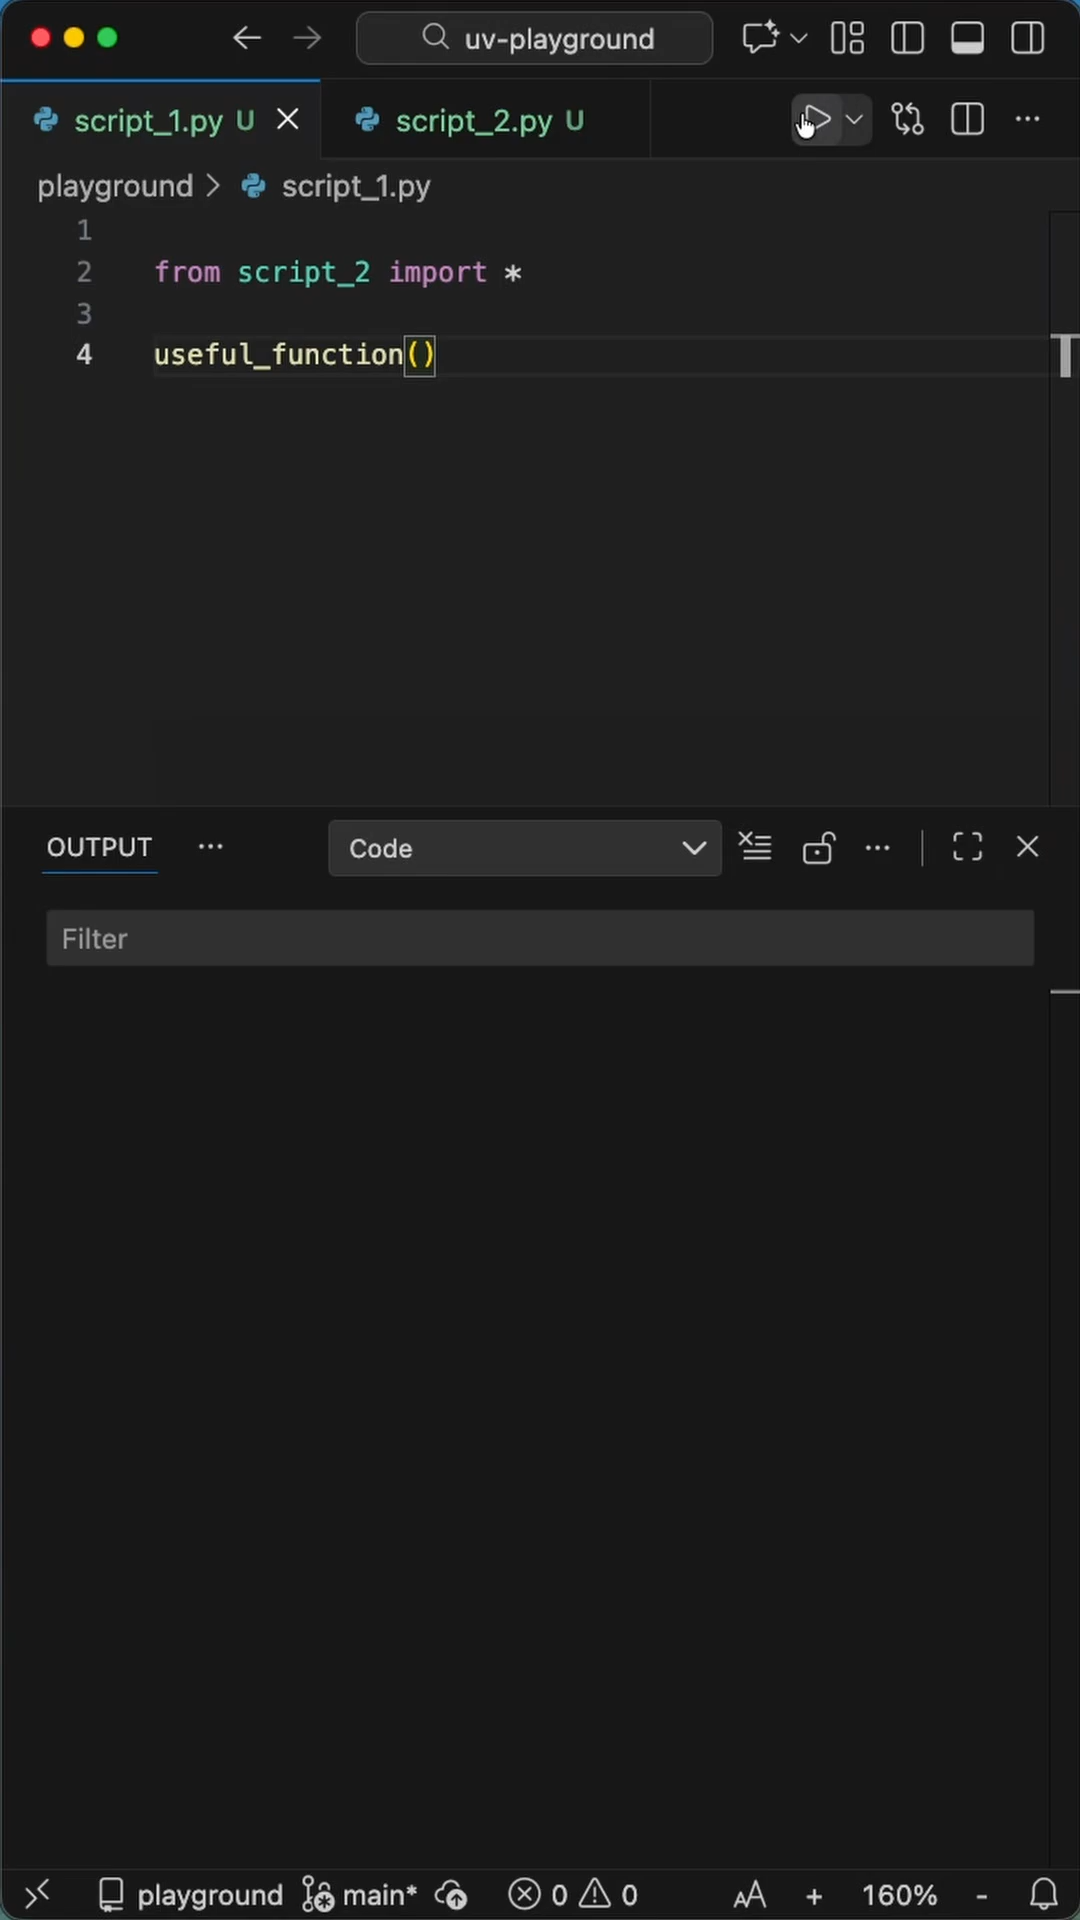 uv-playground
script_1.py U
script_2.py U
playground > script_1.py
1
2 from script_2 import *
3
4 useful_function()
OUTPUT
Code
Filter
playground
main*
0
0
AA + 160% -